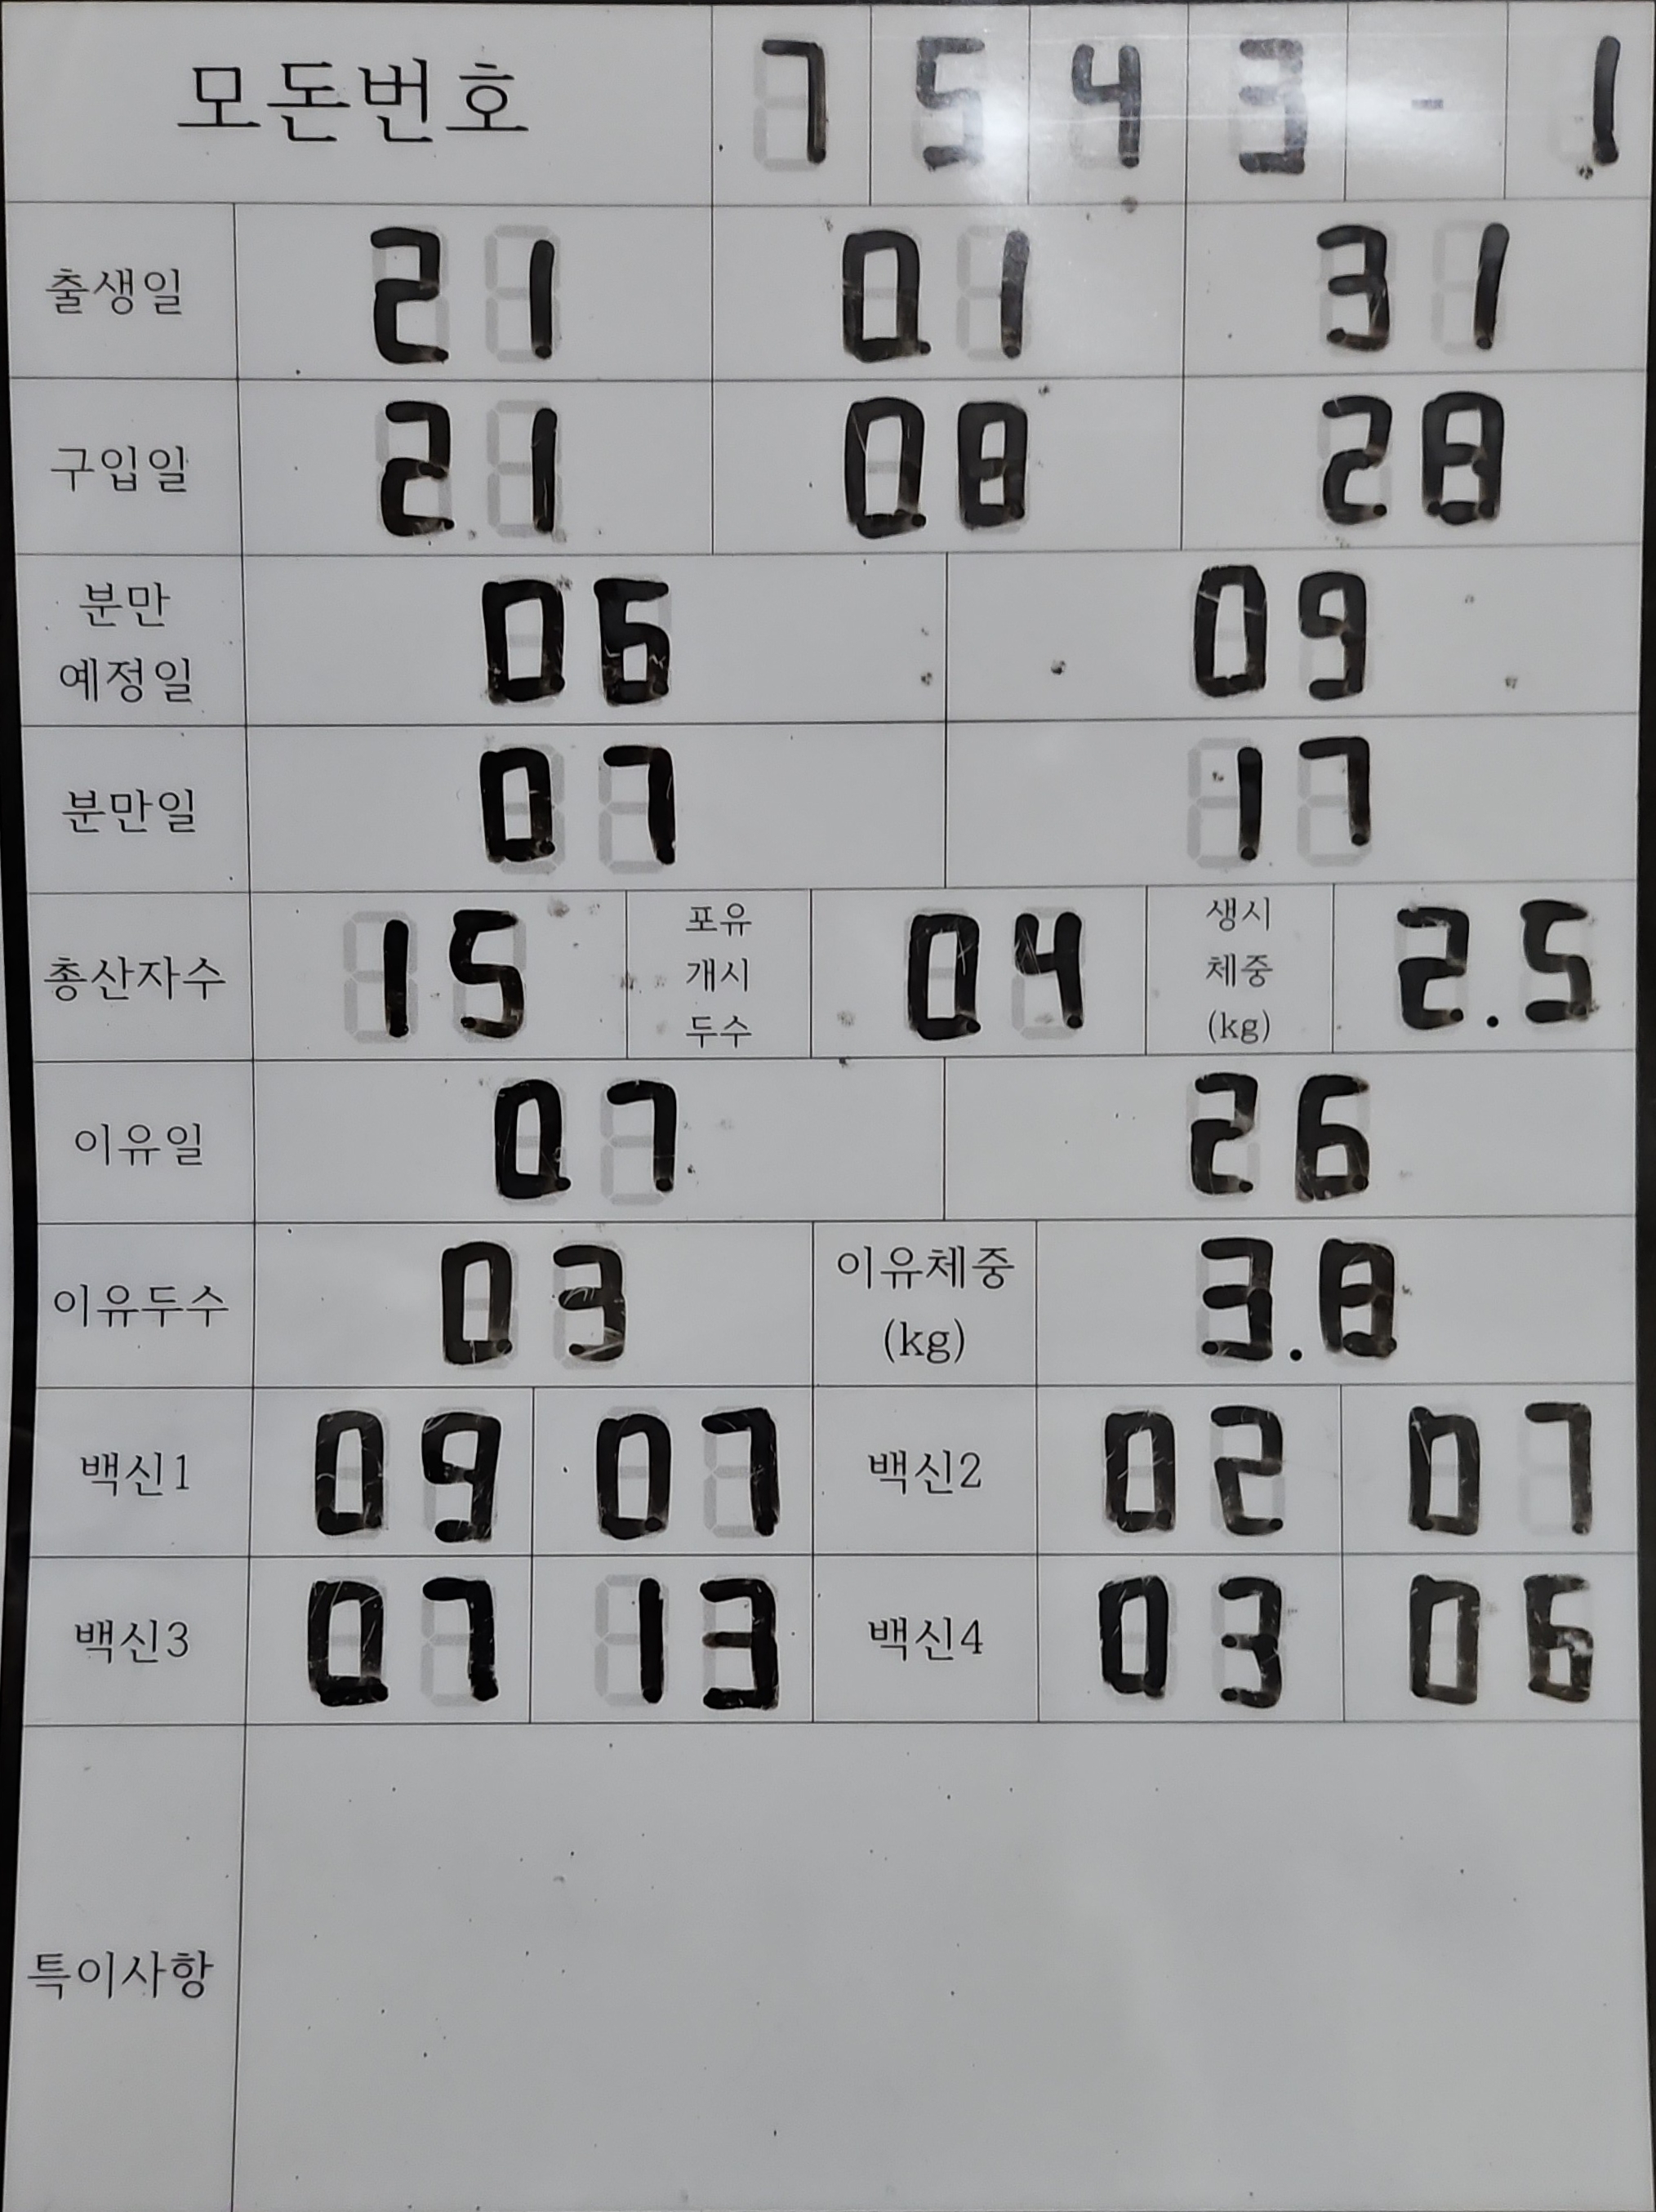 모돈번호 7 5 4 3 - 1
출생일 21 01 31
구입일 21 08 28
분만 예정일 06 09
분만일 07 17
총산자수 15 포유 개시 두수 04 생시 체중 (kg) 2.5
이유일 07 26
이유두수 03 이유체중 (kg) 3.8
백신1 09 07 백신2 02 07
백신3 07 13 백신4 03 06
특이사항